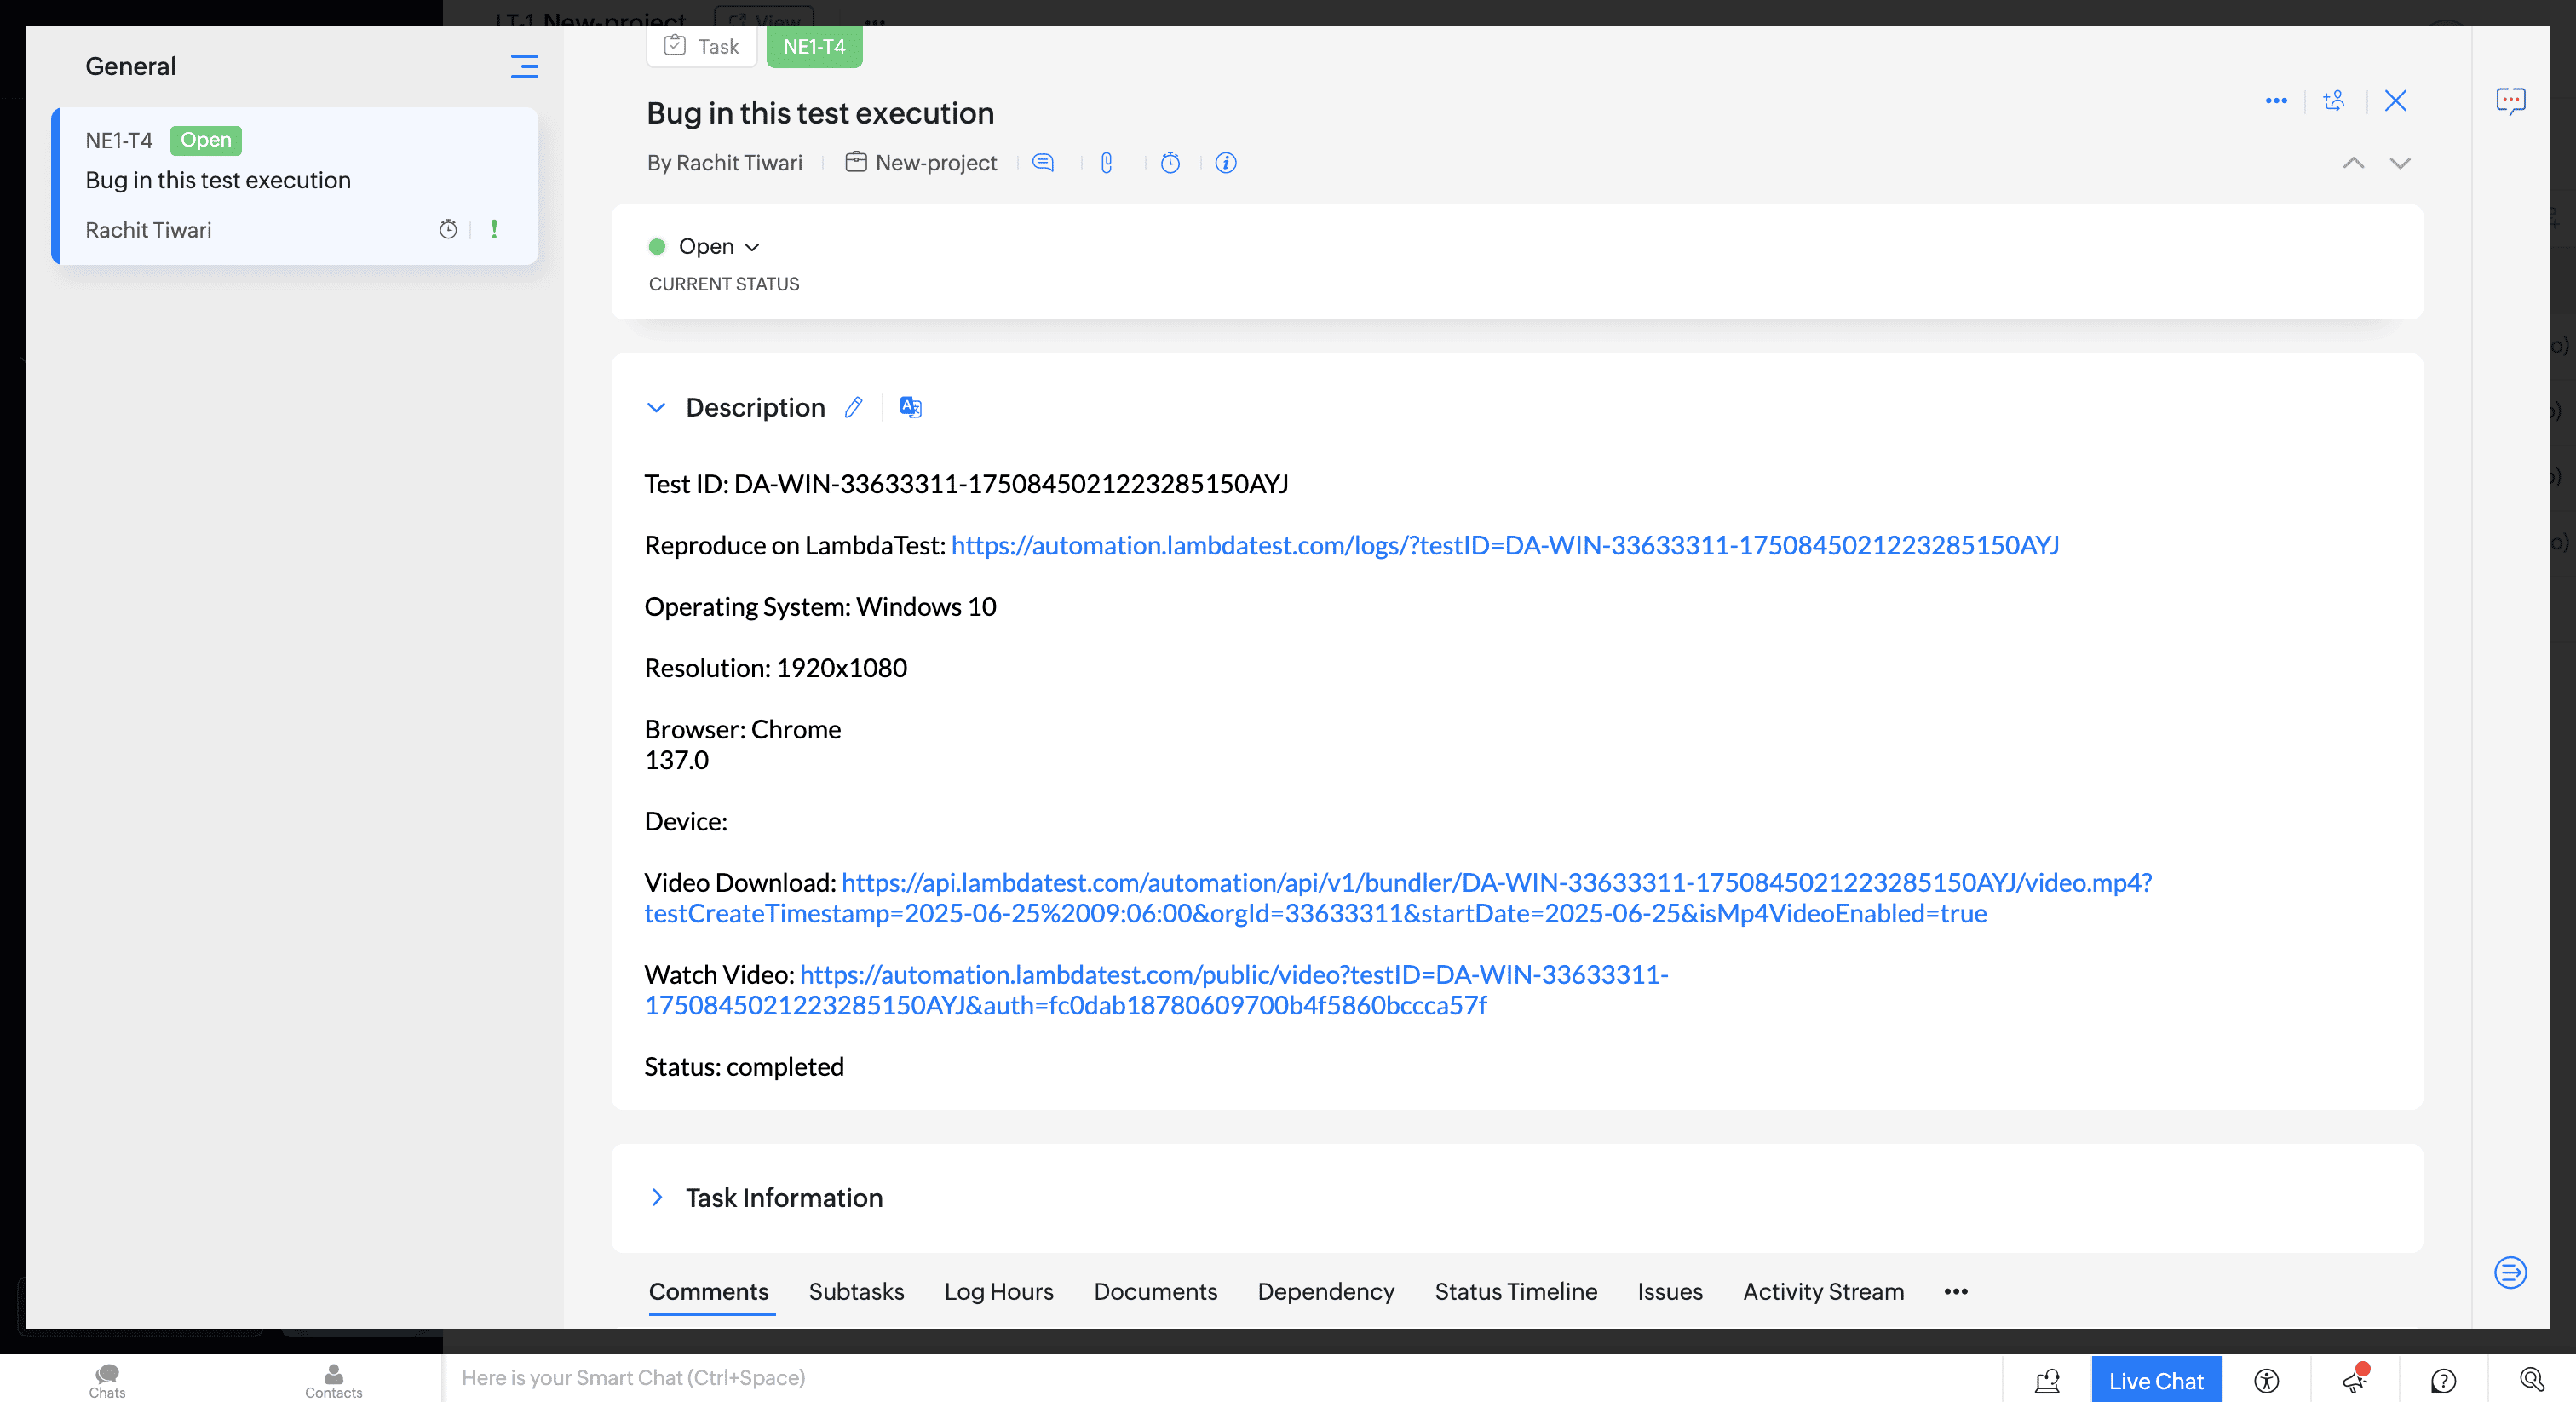 LT-1 New-project View
General
Task NE1-T4
NE1-T4 Open
Bug in this test execution
Rachit Tiwari
Bug in this test execution
By Rachit Tiwari New-project
Open
CURRENT STATUS
Description
Test ID: DA-WIN-33633311-1750845021223285150AYJ
Reproduce on LambdaTest: https://automation.lambdatest.com/logs/?testID=DA-WIN-33633311-1750845021223285150AYJ
Operating System: Windows 10
Resolution: 1920x1080
Browser: Chrome
137.0
Device:
Video Download: https://api.lambdatest.com/automation/api/v1/bundler/DA-WIN-33633311-1750845021223285150AYJ/video.mp4?
testCreateTimestamp=2025-06-25%2009:06:00&orgId=33633311&startDate=2025-06-25&isMp4VideoEnabled=true
Watch Video: https://automation.lambdatest.com/public/video?testID=DA-WIN-33633311-
1750845021223285150AYJ&auth=fc0dab18780609700b4f5860bccca57f
Status: completed
Task Information
Comments Subtasks Log Hours Documents Dependency Status Timeline Issues Activity Stream
Chats Contacts Here is your Smart Chat (Ctrl+Space) Live Chat